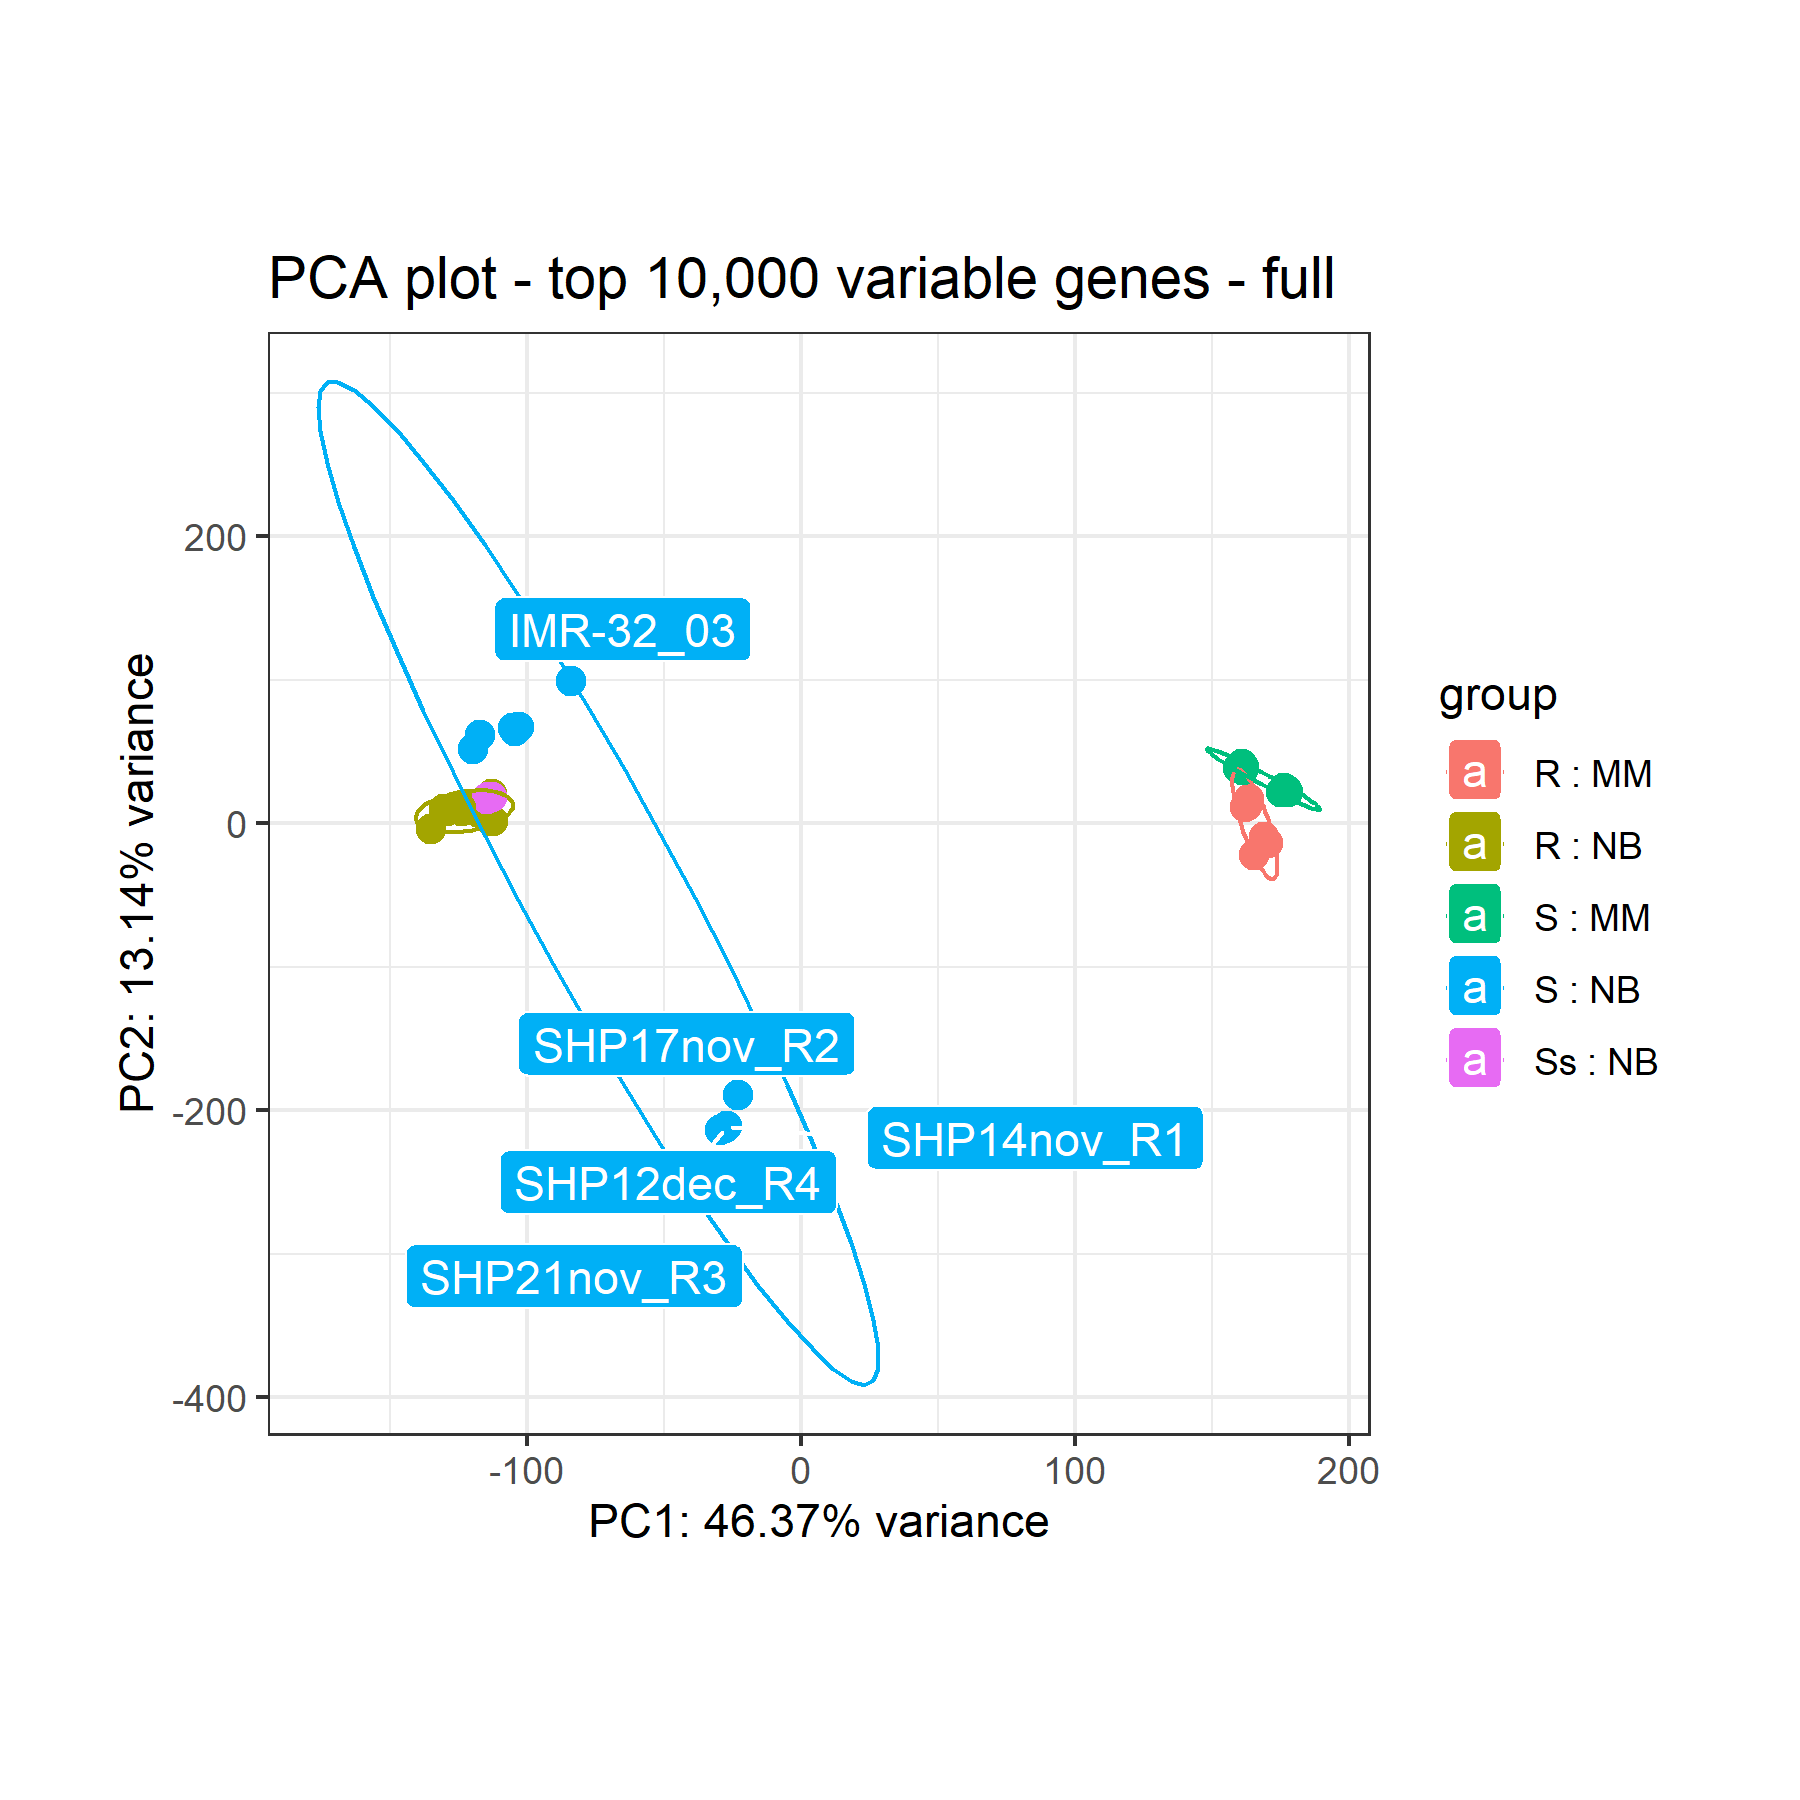 PCA plot - top 10,000 variable genes - full
PC2: 13.14% variance
200
0
-200
-400
IMR-32_03
SHP17nov_R2
SHP14nov_R1
SHP12dec_R4
SHP21nov_R3
-100
0
100
200
PC1: 46.37% variance
group
a R : MM
a R : NB
a S : MM
a S : NB
a Ss : NB